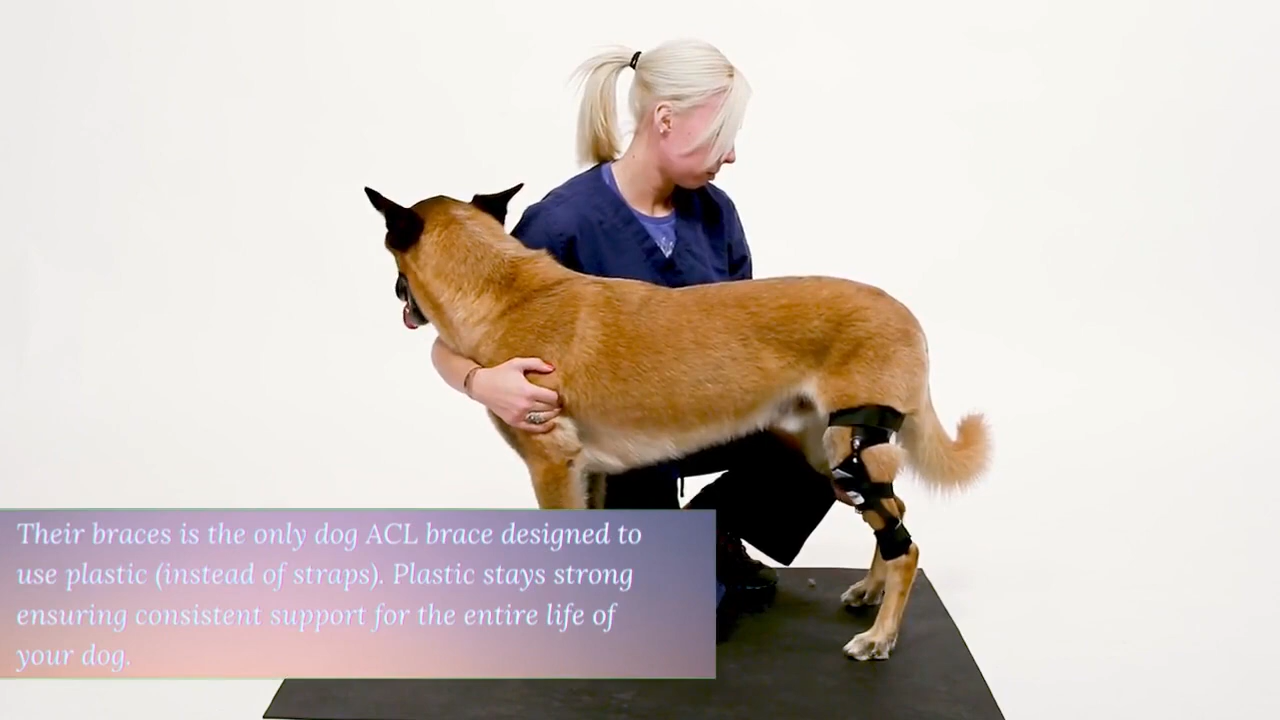 Their braces is the only dog ACL brace designed to
use plastic (instead of straps). Plastic stays strong
ensuring consistent support for the entire life of
your dog.